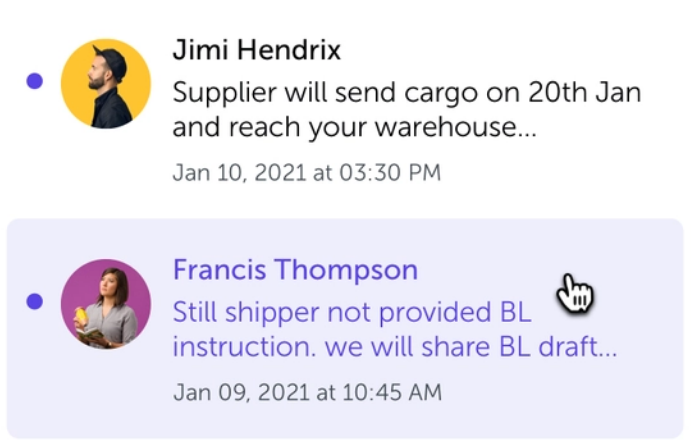 Jimi Hendrix
Supplier will send cargo on 20th Jan
and reach your warehouse...
Jan 10, 2021 at 03:30 PM
Francis Thompson
Still shipper not provided BL
instruction. we will share BL draft...
Jan 09, 2021 at 10:45 AM